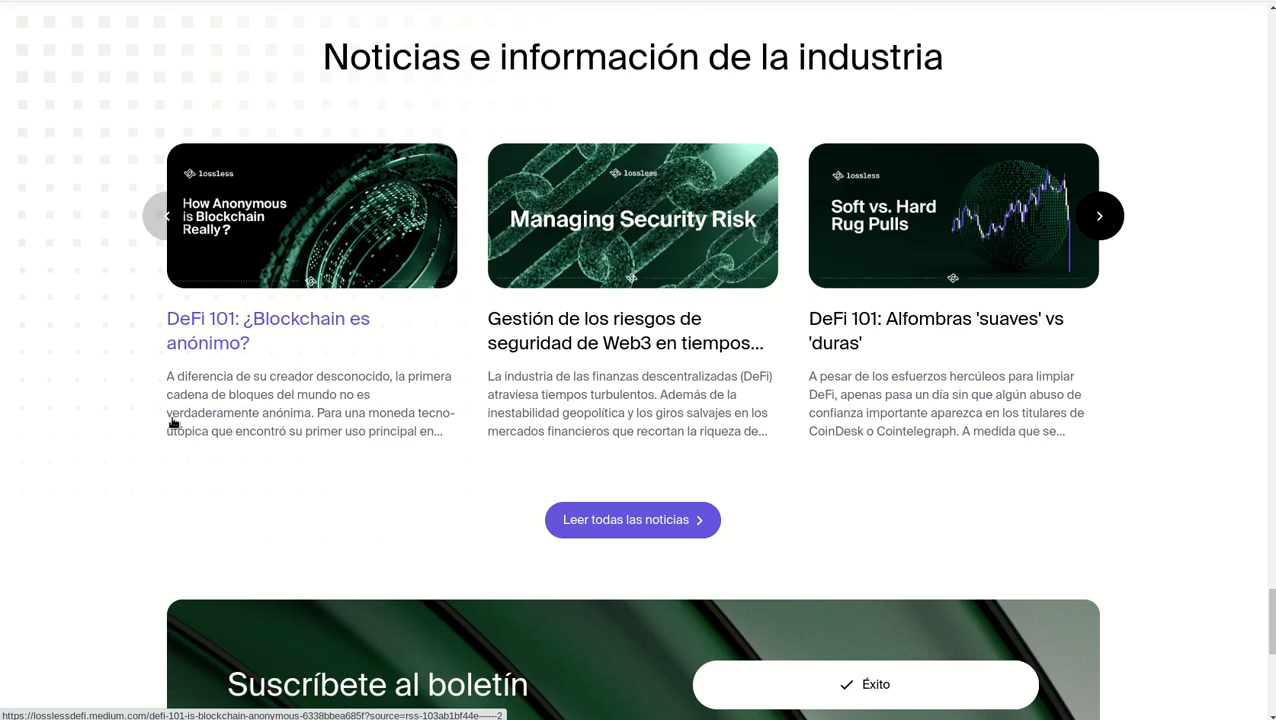 Noticias e información de la industria
lossless
How Anonymous
is Blockchain
Really?
lossless
Managing Security Risk
lossless
Soft vs. Hard
Rug Pulls
DeFi 101: ¿Blockchain es
anónimo?
A diferencia de su creador desconocido, la primera
cadena de bloques del mundo no es
verdaderamente anónima. Para una moneda tecno-
utópica que encontró su primer uso principal en...
Gestión de los riesgos de
seguridad de Web3 en tiempos...
La industria de las finanzas descentralizadas (DeFi)
atraviesa tiempos turbulentos. Además de la
inestabilidad geopolítica y los giros salvajes en los
mercados financieros que recortan la riqueza de...
DeFi 101: Alfombras 'suaves' vs
'duras'
A pesar de los esfuerzos hercúleos para limpiar
DeFi, apenas pasa un día sin que algún abuso de
confianza importante aparezca en los titulares de
CoinDesk o Cointelegraph. A medida que se...
Leer todas las noticias
Suscríbete al boletín
Éxito
https://losslessdefi.medium.com/defi-101-is-blockchain-anonymous-6338bbea685f?source=rss-103ab1bf44e------2